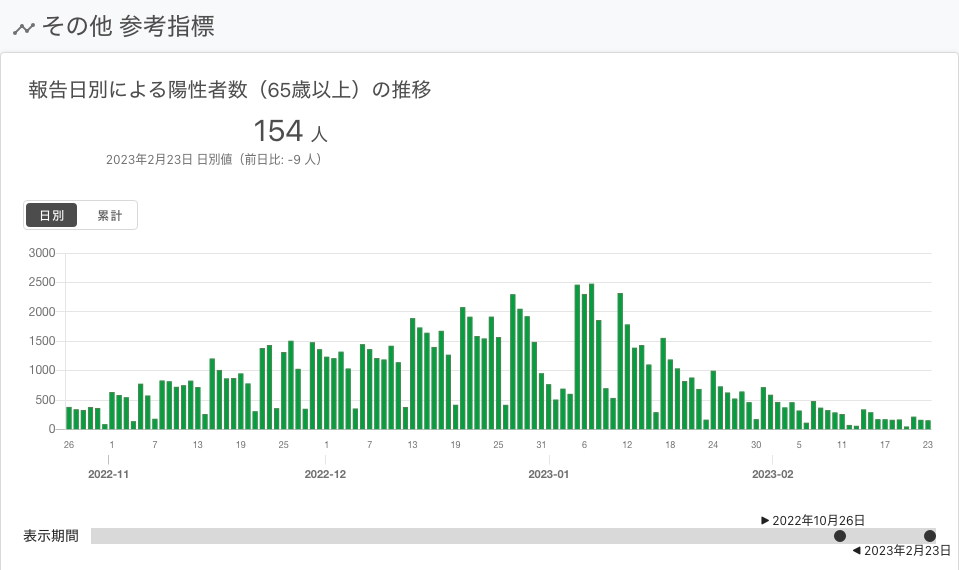 その他 参考指標
報告日別による陽性者数（65歳以上）の推移
154 人
2023年2月23日 日別値（前日比: -9 人）
日別 累計
3000
2500
2000
1500
1000
500
0
26 1 7 13 19 25 1 7 13 19 25 31 6 12 18 24 30 5 11 17 23
2022-11 2022-12 2023-01 2023-02
▶ 2022年10月26日
表示期間
◀ 2023年2月23日